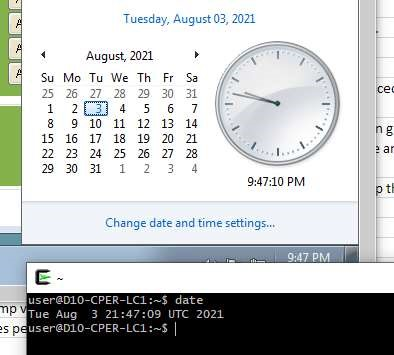 Tuesday, August 03, 2021
August, 2021
Su Mo Tu We Th Fr Sa
25 26 27 28 29 30 31
1 2 3 4 5 6 7
8 9 10 11 12 13 14
15 16 17 18 19 20 21
22 23 24 25 26 27 28
29 30 31 1 2 3 4
9:47:10 PM
Change date and time settings...
9:47 PM
~
user@D10-CPER-LC1:~$ date
Tue Aug  3 21:47:09 UTC 2021
user@D10-CPER-LC1:~$